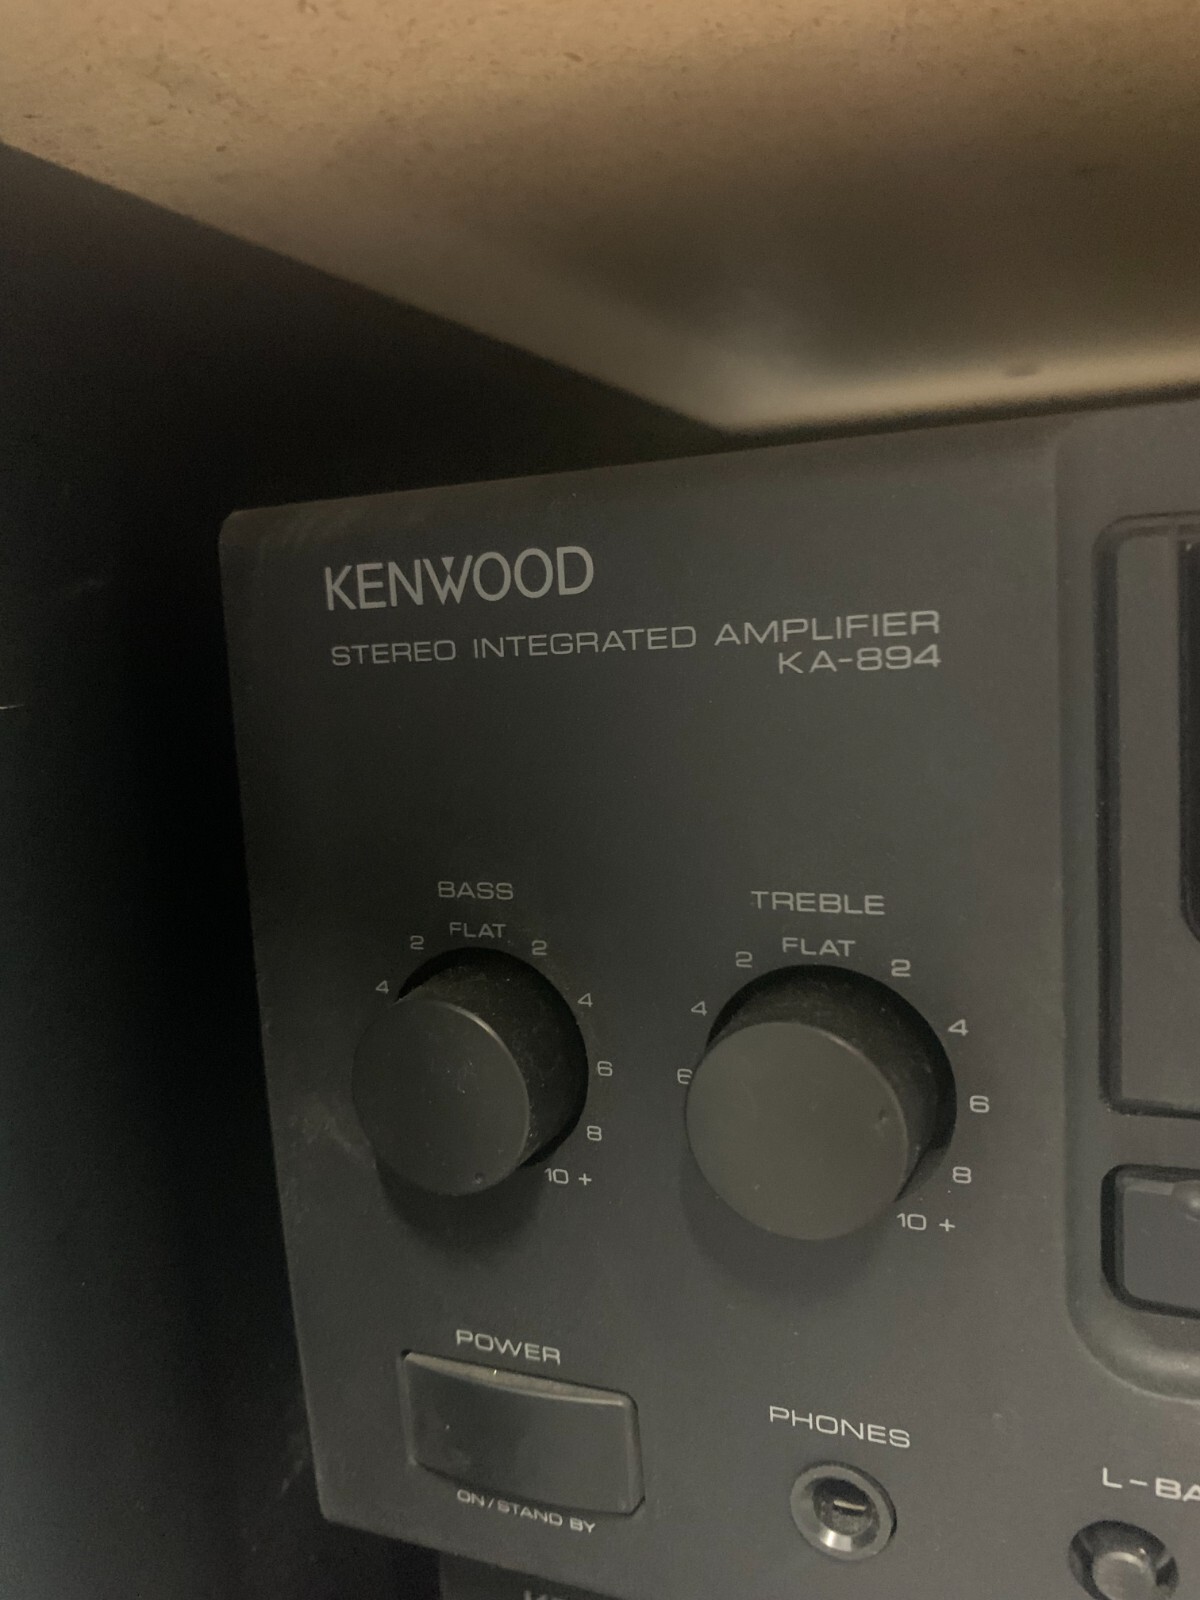 KENWOOD
STEREO INTEGRATED AMPLIFIER
KA-894
BASS
FLAT
2 2
4 4
6
8
10 +
TREBLE
FLAT
2 2
4 4
6 6
8
10 +
POWER
ON/STAND BY
PHONES